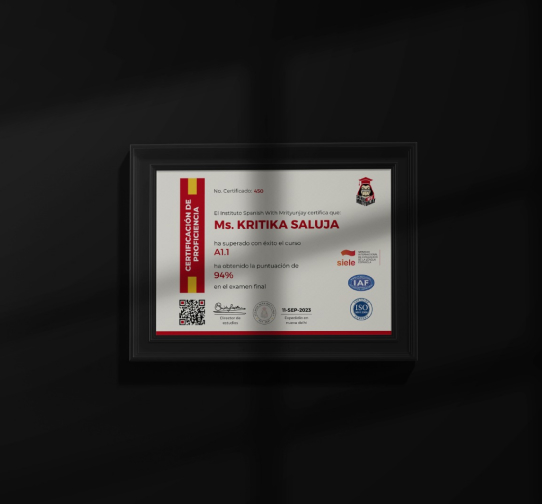 CERTIFICACIÓN DE
PROFICIENCIA
No. Certificado: 450
El Instituto Spanish With Mrityunjay certifica que:
Ms. KRITIKA SALUJA
ha superado con éxito el curso
A1.1
ha obtenido la puntuación de
94%
en el examen final
siele
IAF
ISO
Director de
estudios
11-SEP-2023
Expedido en
nueva delhi